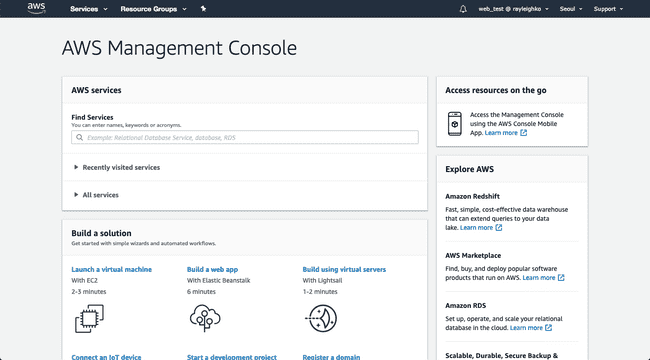 aws
Services
Resource Groups
web_test @ rayleighko
Seoul
Support
AWS Management Console
AWS services
Find Services
You can enter names, keywords or acronyms.
Example: Relational Database Service, database, RDS
Recently visited services
All services
Build a solution
Get started with simple wizards and automated workflows.
Launch a virtual machine
With EC2
2-3 minutes
Build a web app
With Elastic Beanstalk
6 minutes
Build using virtual servers
With Lightsail
1-2 minutes
Connect an IoT device
Start a development project
Register a domain
Access resources on the go
Access the Management Console
using the AWS Console Mobile
App. Learn more
Explore AWS
Amazon Redshift
Fast, simple, cost-effective data warehouse
that can extend queries to your data
lake. Learn more
AWS Marketplace
Find, buy, and deploy popular software
products that run on AWS. Learn more
Amazon RDS
Set up, operate, and scale your relational
database in the cloud. Learn more
Scalable, Durable, Secure Backup &